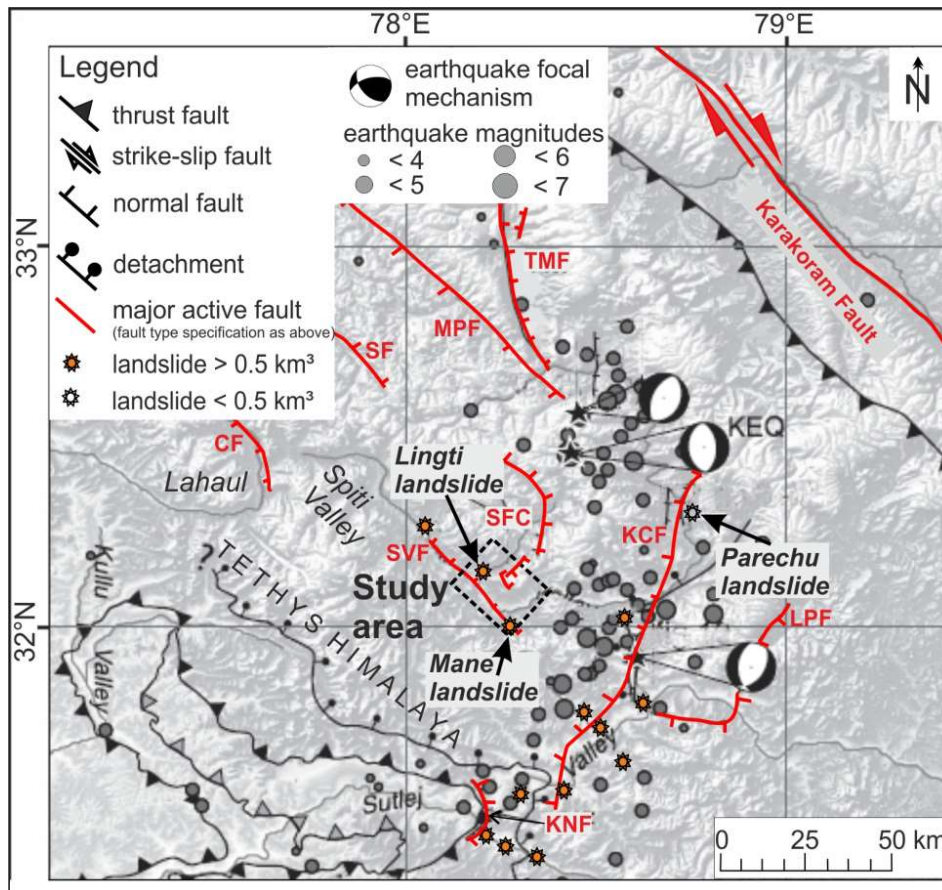 78°E
79°E
Legend
thrust fault
strike-slip fault
normal fault
detachment
major active fault
(fault type specification as above)
landslide > 0.5 km³
landslide < 0.5 km³
earthquake focal
mechanism
earthquake magnitudes
< 4
< 6
< 5
< 7
N
33°N
32°N
Karakoram Fault
TMF
MPF
SF
CF
KEQ
Lahaul
Spiti
Valley
Lingti
landslide
SFC
KCF
SVF
Parechu
landslide
Study
area
LPF
Mane
landslide
?
TETHYS HIMALAYA
Kullu
Valley
Valley
Sutlej
KNF
0 25 50 km